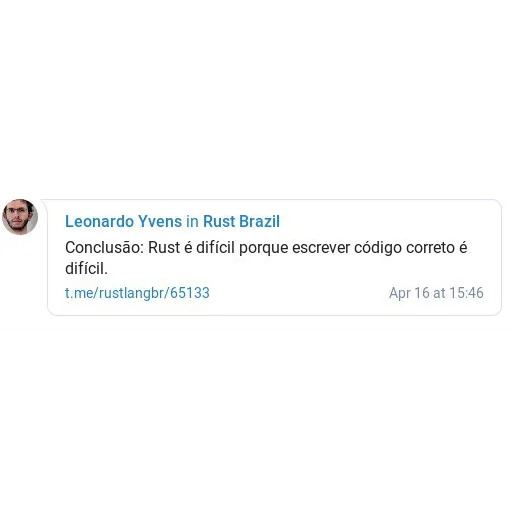 Leonardo Yvens in Rust Brazil
Conclusão: Rust é difícil porque escrever código correto é
difícil.
t.me/rustlangbr/65133 Apr 16 at 15:46